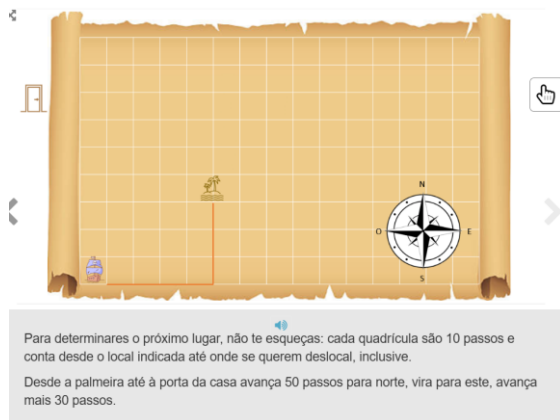 N
O
E
S
Para determinares o próximo lugar, não te esqueças: cada quadrícula são 10 passos e
conta desde o local indicada até onde se querem deslocal, inclusive.
Desde a palmeira até à porta da casa avança 50 passos para norte, vira para este, avança
mais 30 passos.